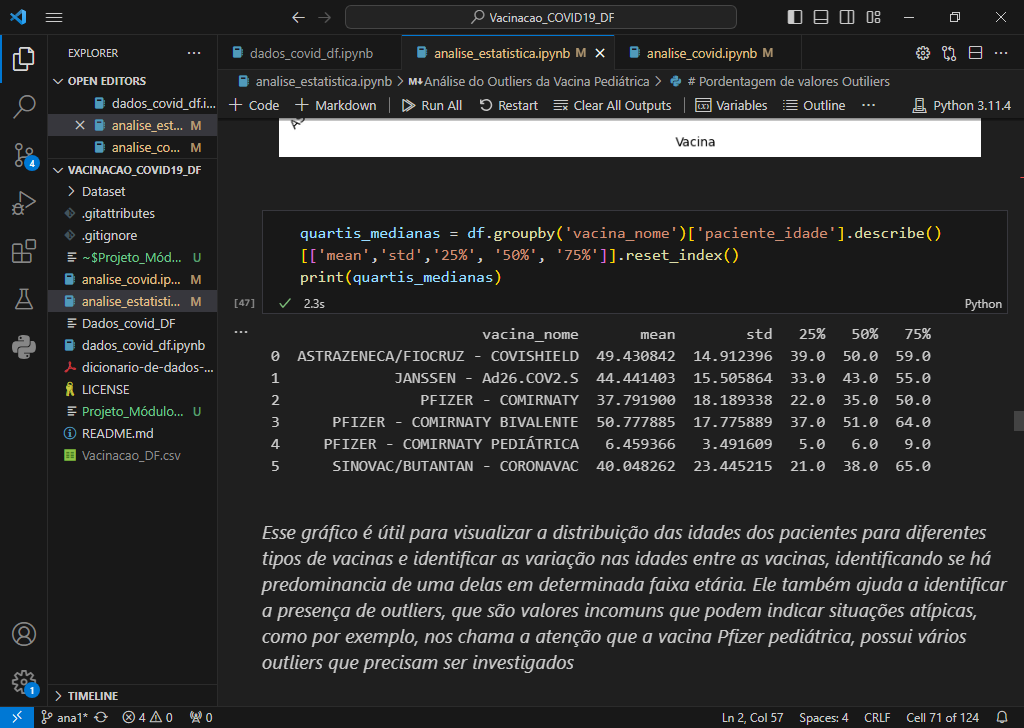 Vacinacao_COVID19_DF
EXPLORER
OPEN EDITORS
dados_covid_df.i...
analise_est... M
analise_co... M
VACINACAO_COVID19_DF
Dataset
.gitattributes
.gitignore
~$Projeto_Mód... U
analise_covid.ip... M
analise_estatisti... M
Dados_covid_DF
dados_covid_df.ipynb
dicionario-de-dados-...
LICENSE
Projeto_Módulo... U
README.md
Vacinacao_DF.csv
TIMELINE
dados_covid_df.ipynb analise_estatistica.ipynb M analise_covid.ipynb M
analise_estatistica.ipynb > M↓Análise do Outliers da Vacina Pediátrica > # Pordentagem de valores Outliers
+ Code + Markdown Run All Restart Clear All Outputs Variables Outline ... Python 3.11.4
Vacina
quartis_medianas = df.groupby('vacina_nome')['paciente_idade'].describe()
[['mean','std','25%', '50%', '75%']].reset_index()
print(quartis_medianas)
[47] 2.3s Python
vacina_nome mean std 25% 50% 75%
0 ASTRAZENECA/FIOCRUZ - COVISHIELD 49.430842 14.912396 39.0 50.0 59.0
1 JANSSEN - Ad26.COV2.S 44.441403 15.505864 33.0 43.0 55.0
2 PFIZER - COMIRNATY 37.791900 18.189338 22.0 35.0 50.0
3 PFIZER - COMIRNATY BIVALENTE 50.777885 17.775889 37.0 51.0 64.0
4 PFIZER - COMIRNATY PEDIÁTRICA 6.459366 3.491609 5.0 6.0 9.0
5 SINOVAC/BUTANTAN - CORONAVAC 40.048262 23.445215 21.0 38.0 65.0
Esse gráfico é útil para visualizar a distribuição das idades dos pacientes para diferentes
tipos de vacinas e identificar as variação nas idades entre as vacinas, identificando se há
predominancia de uma delas em determinada faixa etária. Ele também ajuda a identificar
a presença de outliers, que são valores incomuns que podem indicar situações atípicas,
como por exemplo, nos chama a atenção que a vacina Pfizer pediátrica, possui vários
outliers que precisam ser investigados
4
1
ana1* 4 0 0 Ln 2, Col 57 Spaces: 4 CRLF Cell 71 of 124